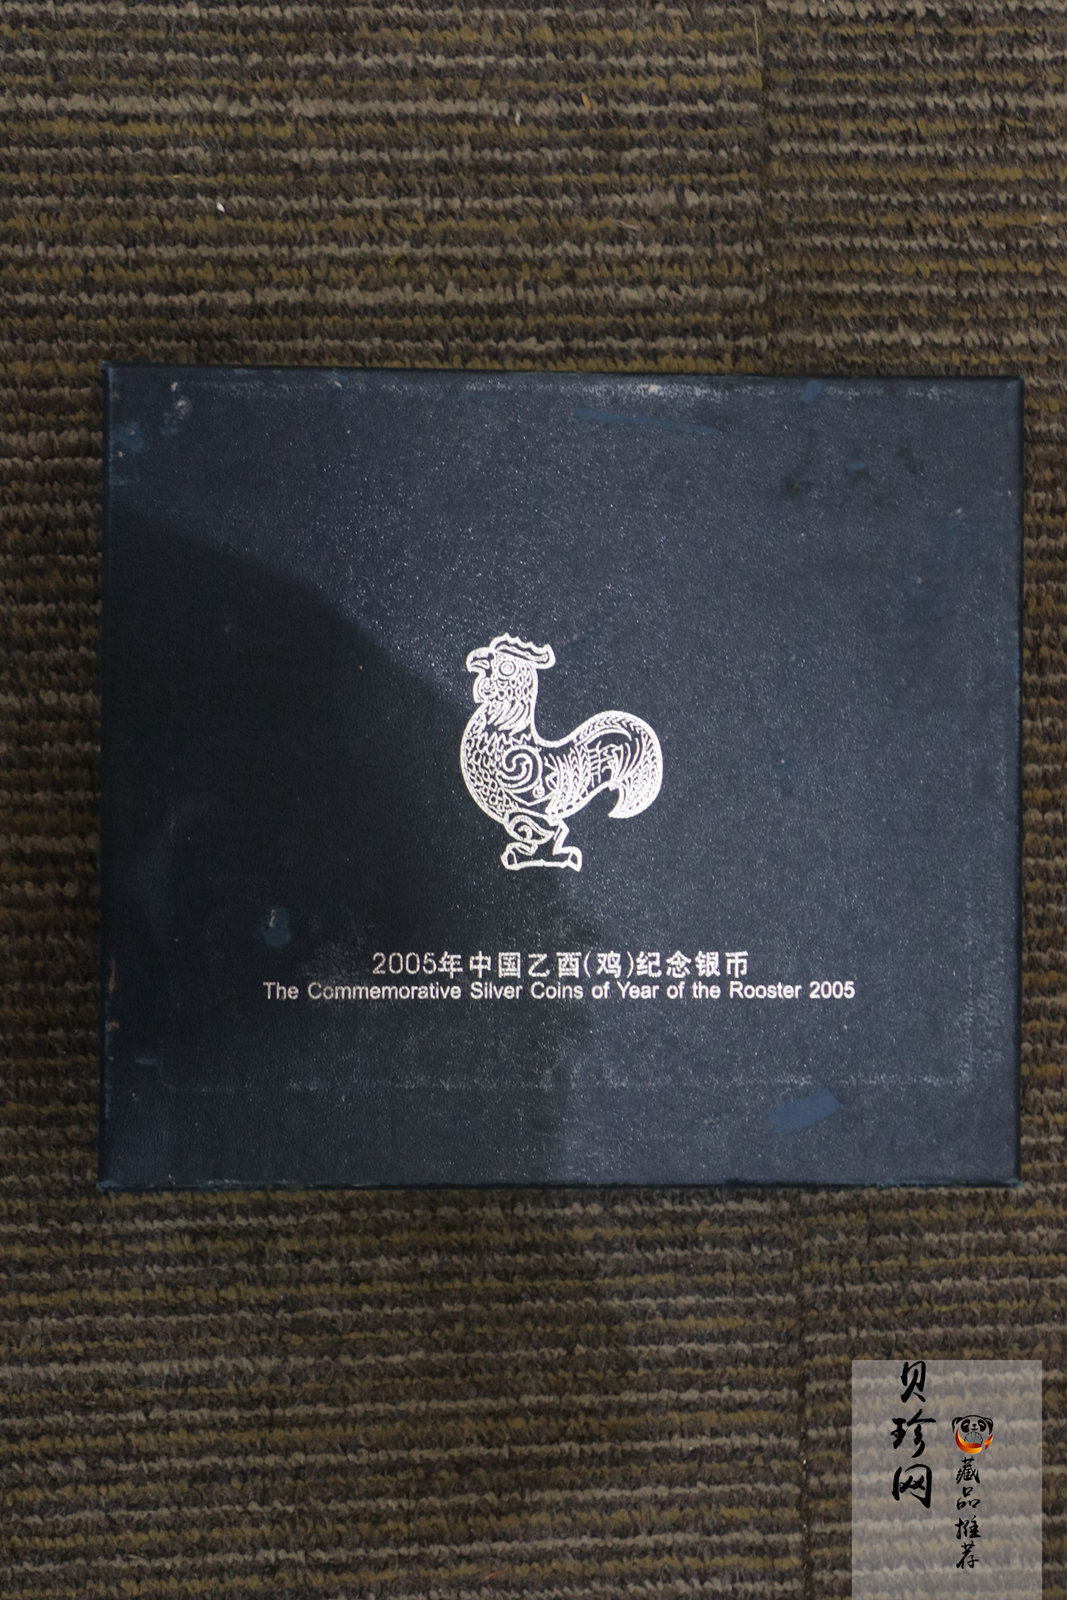 2005年中国乙酉(鸡)纪念银币
The Commemorative Silver Coins of Year of the Rooster 2005
贝珍网
藏品推荐